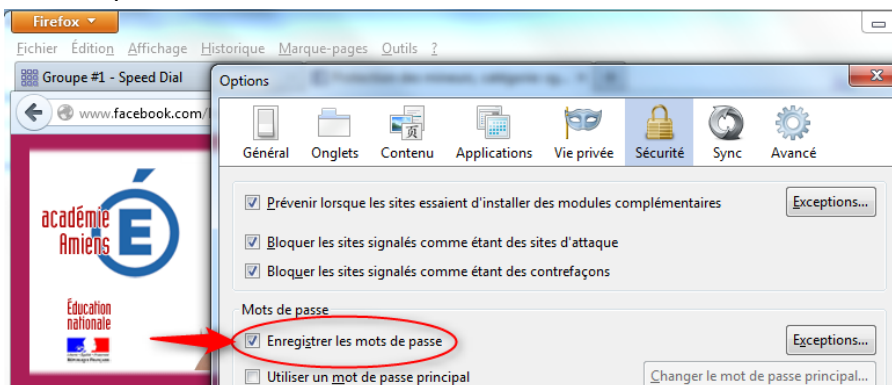 Firefox
Fichier Édition Affichage Historique Marque-pages Outils ?
Groupe #1 - Speed Dial
Options
www.facebook.com/
Général Onglets Contenu Applications Vie privée Sécurité Sync Avancé
Prévenir lorsque les sites essaient d'installer des modules complémentaires
Exceptions...
académie
Amiens
É
Bloquer les sites signalés comme étant des sites d'attaque
Bloquer les sites signalés comme étant des contrefaçons
Éducation
nationale
Mots de passe
Enregistrer les mots de passe
Exceptions...
Utiliser un mot de passe principal
Changer le mot de passe principal...